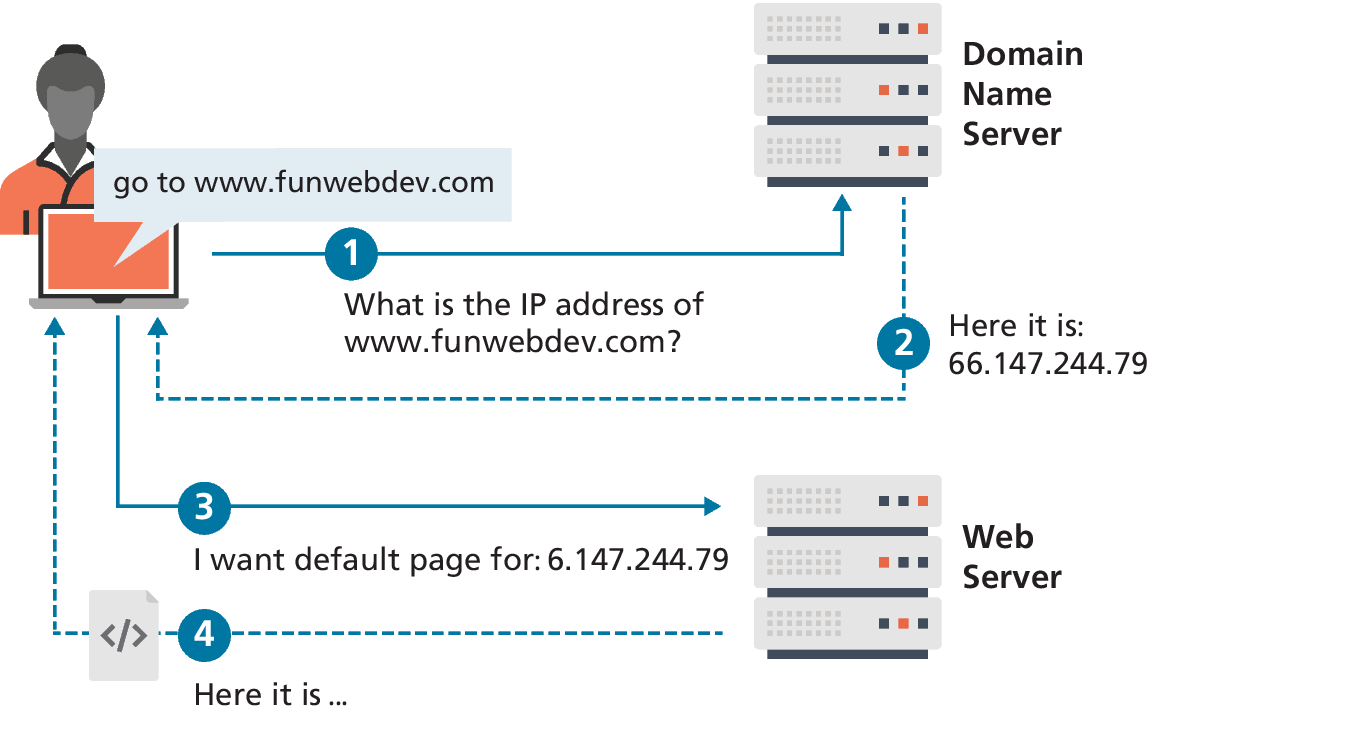 Domain
Name
Server
go to www.funwebdev.com
1
What is the IP address of
www.funwebdev.com?
2
Here it is:
66.147.244.79
3
I want default page for: 6.147.244.79
Web
Server
</>
4
Here it is ...